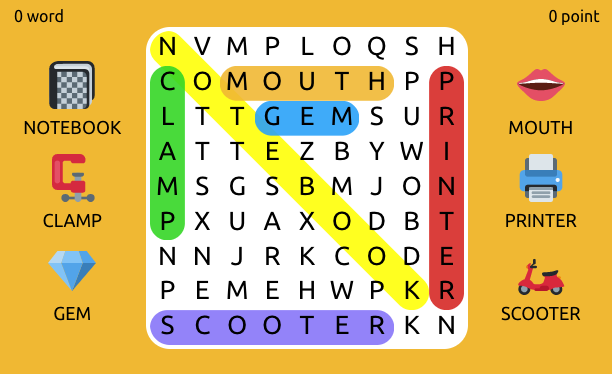 0 word
0 point
N V M P L O Q S H
C O M O U T H P P
L T T G E M S U R
A T T E Z B Y W I
M S G S B M J O N
P X U A X O D B T
N N J R K C O D E
P E M E H W P K R
S C O O T E R K N
NOTEBOOK
CLAMP
GEM
MOUTH
PRINTER
SCOOTER